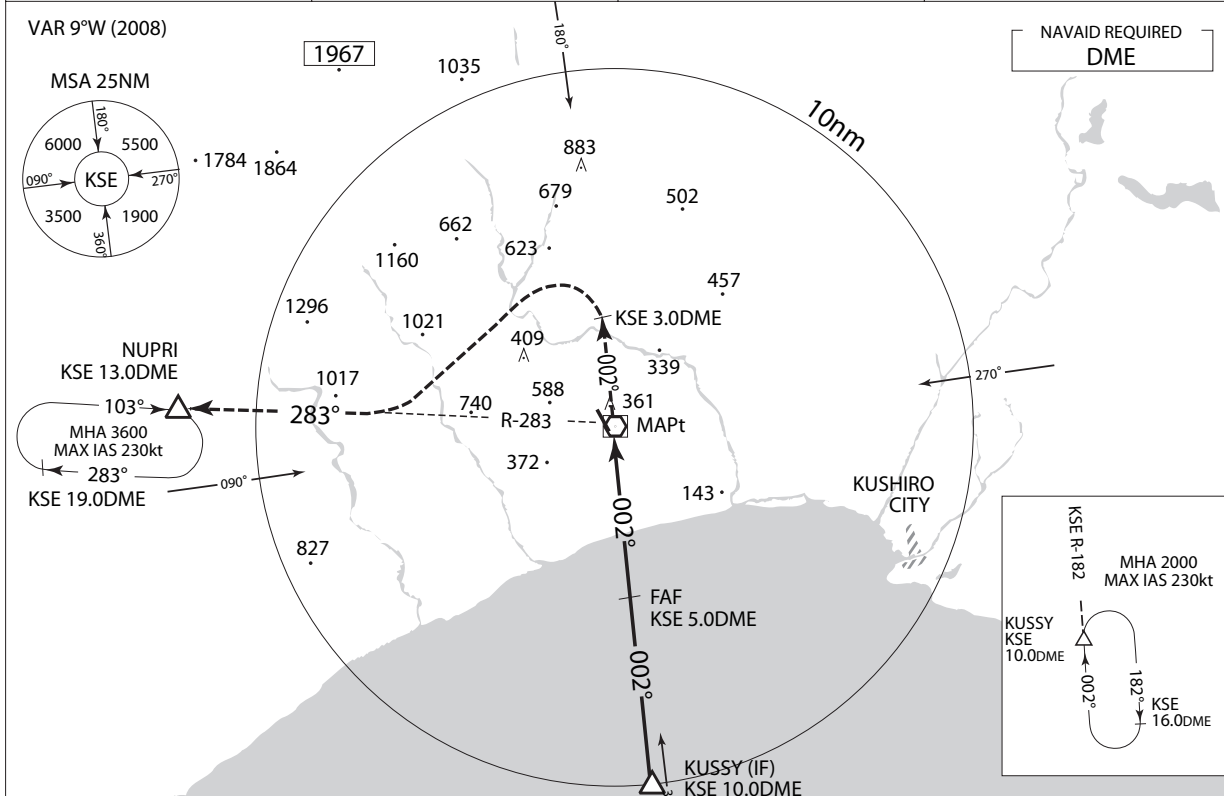 VAR 9°W (2008)
MSA 25NM
180°
6000
5500
090°
KSE
270°
3500
1900
360°
1967
1035
180°
NAVAID REQUIRED
DME
10nm
1784
1864
883
679
502
662
623
1160
457
1296
1021
KSE 3.0DME
409
339
NUPRI
KSE 13.0DME
002°
1017
588
361
103°
283°
740
R-283
MAPt
MHA 3600
MAX IAS 230kt
283°
KSE 19.0DME
090°
270°
372
143
002°
KUSHIRO
CITY
827
FAF
KSE 5.0DME
002°
KUSSY (IF)
KSE 10.0DME
KSE R-182
MHA 2000
MAX IAS 230kt
KUSSY
KSE
10.0DME
002°
182°
KSE
16.0DME